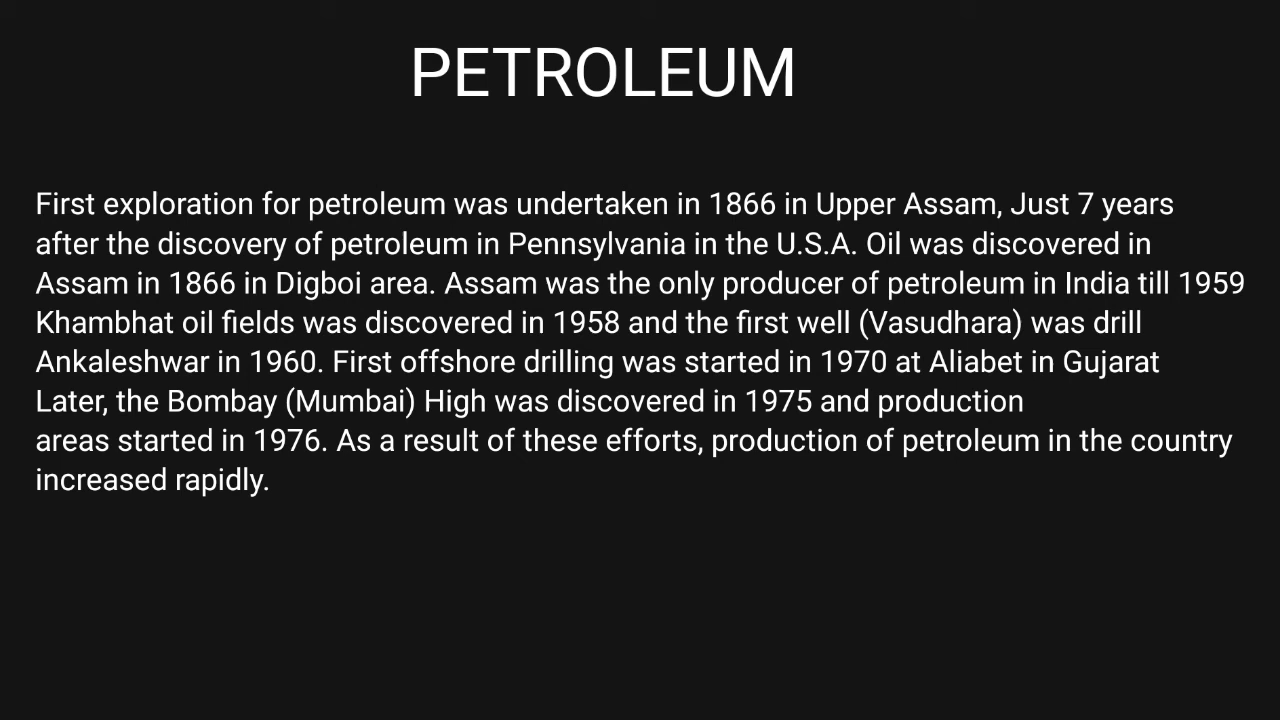 PETROLEUM
First exploration for petroleum was undertaken in 1866 in Upper Assam, Just 7 years
after the discovery of petroleum in Pennsylvania in the U.S.A. Oil was discovered in
Assam in 1866 in Digboi area. Assam was the only producer of petroleum in India till 1959
Khambhat oil fields was discovered in 1958 and the first well (Vasudhara) was drill
Ankaleshwar in 1960. First offshore drilling was started in 1970 at Aliabet in Gujarat
Later, the Bombay (Mumbai) High was discovered in 1975 and production
areas started in 1976. As a result of these efforts, production of petroleum in the country
increased rapidly.